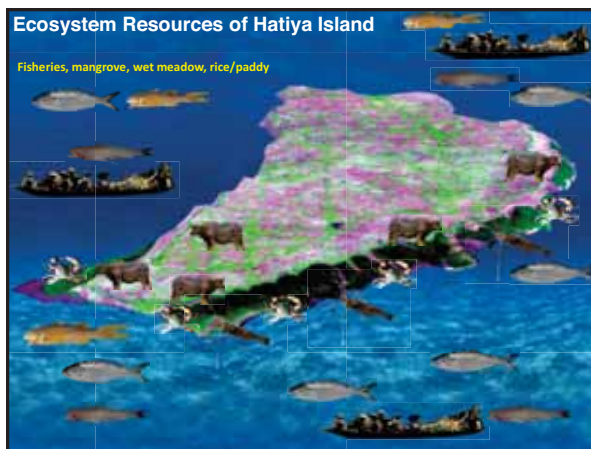 Ecosystem Resources of Hatiya Island
Fisheries, mangrove, wet meadow, rice/paddy